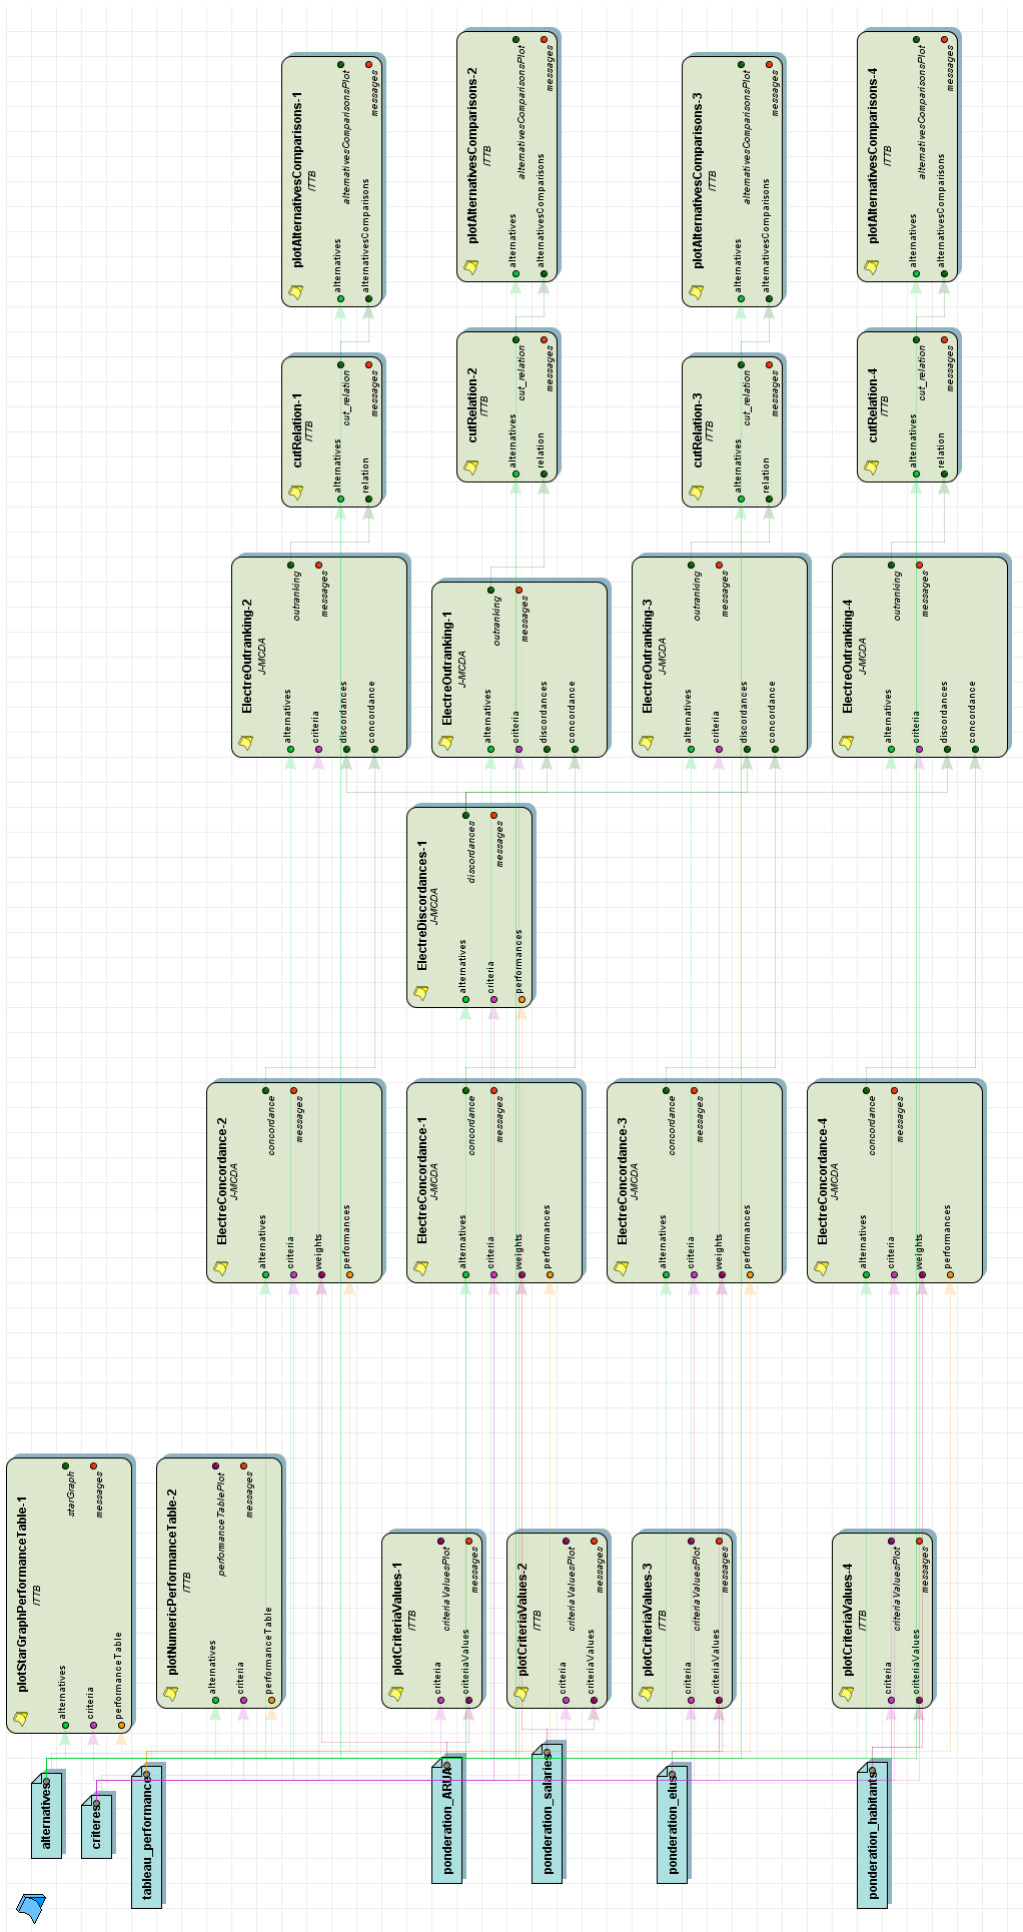 alternatives
criteres
tableau_performance
ponderation_ARUA
ponderation_salaries
ponderation_elus
ponderation_habitants
plotStarGraphPerformanceTable-1
ITTB
alternatives
criteria
performanceTable
starGraph
messages
plotNumericPerformanceTable-2
ITTB
alternatives
criteria
performanceTable
performanceTablePlot
messages
plotCriteriaValues-1
ITTB
criteria
criteriaValues
criteriaValuesPlot
messages
plotCriteriaValues-2
ITTB
criteria
criteriaValues
criteriaValuesPlot
messages
plotCriteriaValues-3
ITTB
criteria
criteriaValues
criteriaValuesPlot
messages
plotCriteriaValues-4
ITTB
criteria
criteriaValues
criteriaValuesPlot
messages
ElectreConcordance-2
J-MCDA
alternatives
criteria
weights
performances
concordance
messages
ElectreConcordance-1
J-MCDA
alternatives
criteria
weights
performances
concordance
messages
ElectreConcordance-3
J-MCDA
alternatives
criteria
weights
performances
concordance
messages
ElectreConcordance-4
J-MCDA
alternatives
criteria
weights
performances
concordance
messages
ElectreDiscordances-1
J-MCDA
alternatives
criteria
performances
discordances
messages
ElectreOutranking-2
J-MCDA
alternatives
criteria
discordances
concordance
outranking
messages
ElectreOutranking-1
J-MCDA
alternatives
criteria
discordances
concordance
outranking
messages
ElectreOutranking-3
J-MCDA
alternatives
criteria
discordances
concordance
outranking
messages
ElectreOutranking-4
J-MCDA
alternatives
criteria
discordances
concordance
outranking
messages
cutRelation-1
ITTB
alternatives
relation
cut_relation
messages
cutRelation-2
ITTB
alternatives
relation
cut_relation
messages
cutRelation-3
ITTB
alternatives
relation
cut_relation
messages
cutRelation-4
ITTB
alternatives
relation
cut_relation
messages
plotAlternativesComparisons-1
ITTB
alternatives
alternativesComparisons
alternativesComparisonsPlot
messages
plotAlternativesComparisons-2
ITTB
alternatives
alternativesComparisons
alternativesComparisonsPlot
messages
plotAlternativesComparisons-3
ITTB
alternatives
alternativesComparisons
alternativesComparisonsPlot
messages
plotAlternativesComparisons-4
ITTB
alternatives
alternativesComparisons
alternativesComparisonsPlot
messages